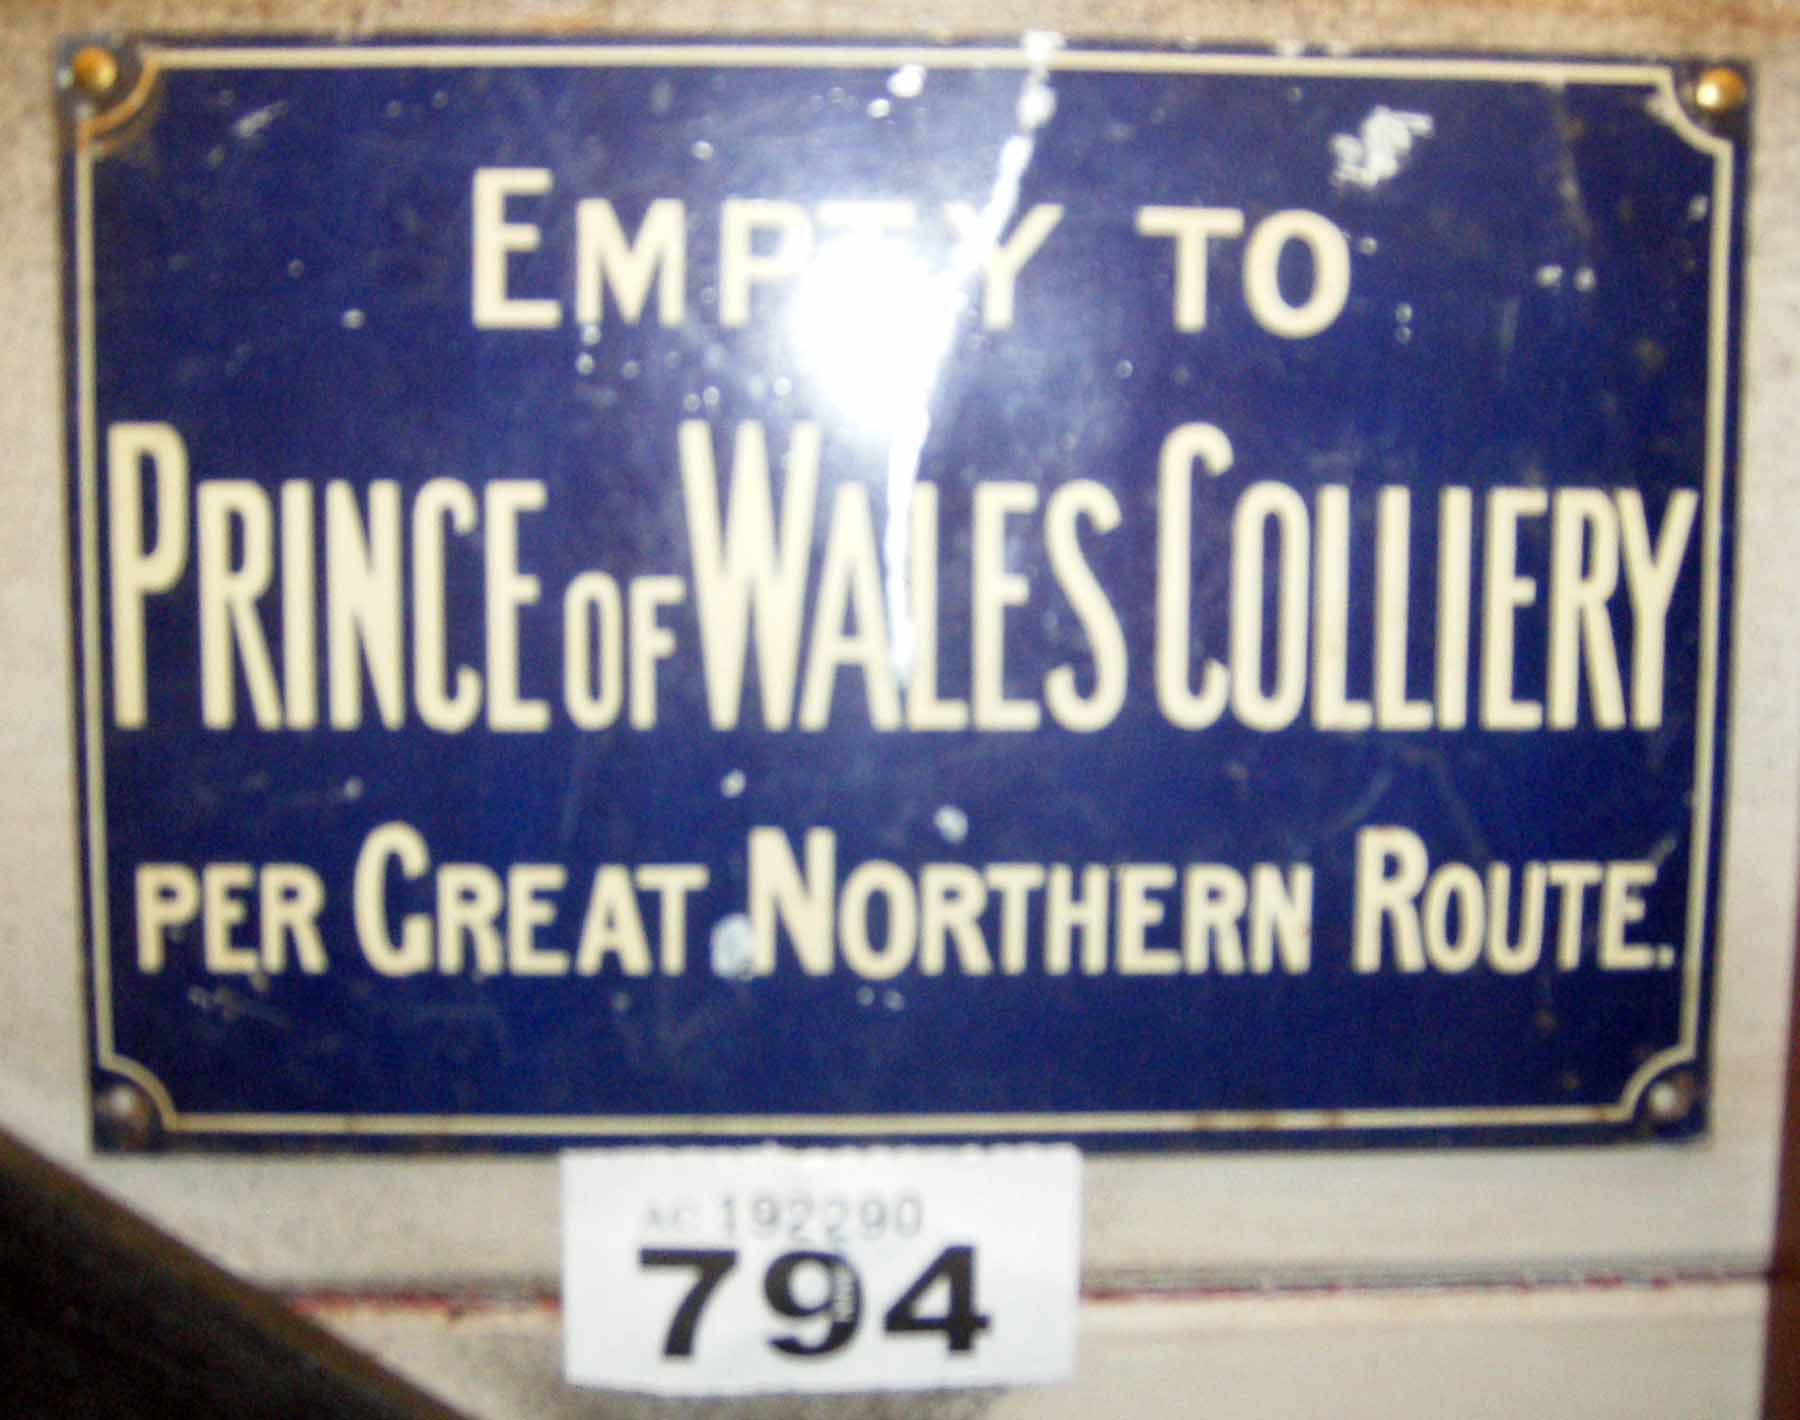 EMPTY TO
PRINCE OF WALES COLLIERY
PER GREAT NORTHERN ROUTE.
192290
794